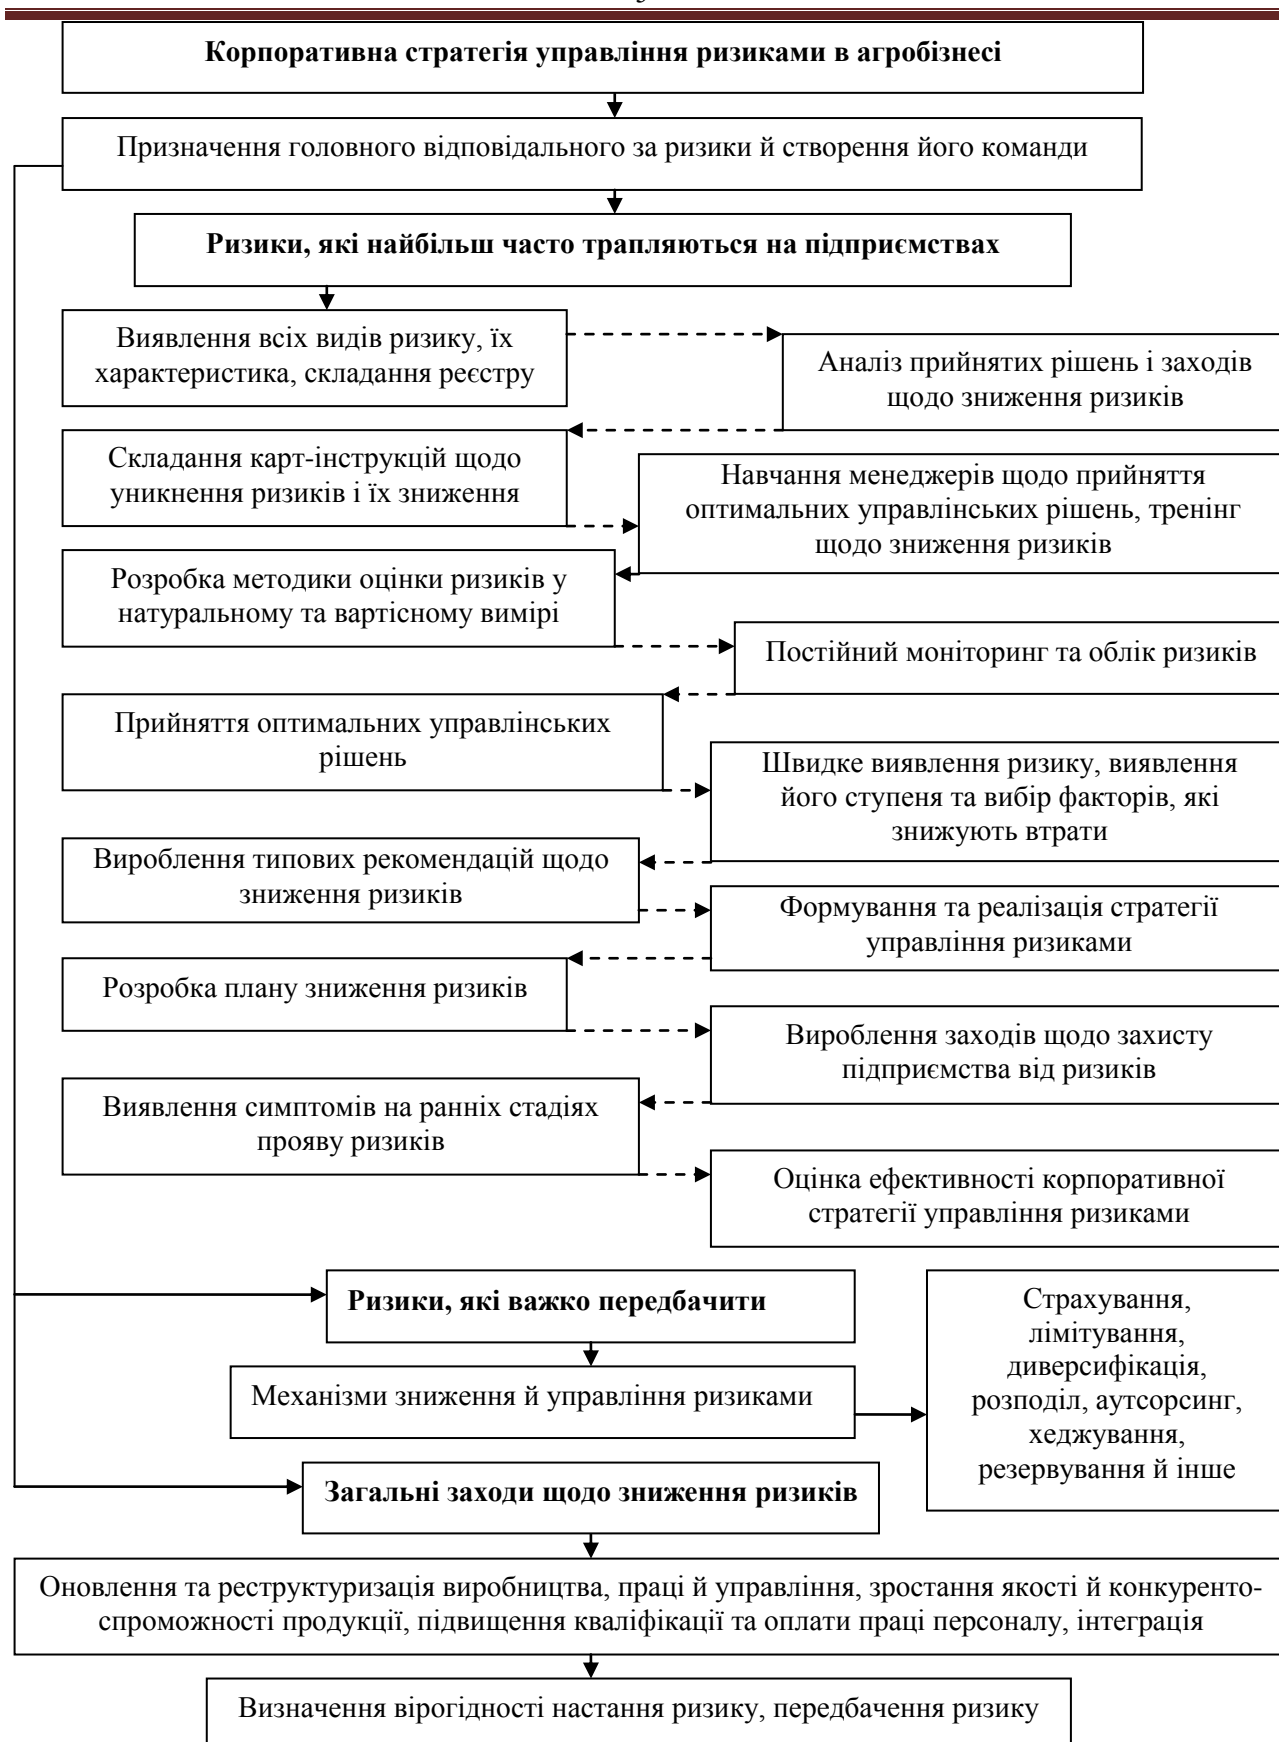 Корпоративна стратегія управління ризиками в агробізнесі
Призначення головного відповідального за ризики й створення його команди
Ризики, які найбільш часто трапляються на підприємствах
Виявлення всіх видів ризику, їх
характеристика, складання реєстру
Аналіз прийнятих рішень і заходів
щодо зниження ризиків
Складання карт-інструкцій щодо
уникнення ризиків і їх зниження
Навчання менеджерів щодо прийняття
оптимальних управлінських рішень, тренінг
щодо зниження ризиків
Розробка методики оцінки ризиків у
натуральному та вартісному вимірі
Постійний моніторинг та облік ризиків
Прийняття оптимальних управлінських
рішень
Швидке виявлення ризику, виявлення
його ступеня та вибір факторів, які
знижують втрати
Вироблення типових рекомендацій щодо
зниження ризиків
Формування та реалізація стратегії
управління ризиками
Розробка плану зниження ризиків
Вироблення заходів щодо захисту
підприємства від ризиків
Виявлення симптомів на ранніх стадіях
прояву ризиків
Оцінка ефективності корпоративної
стратегії управління ризиками
Ризики, які важко передбачити
Механізми зниження й управління ризиками
Страхування,
лімітування,
диверсифікація,
розподіл, аутсорсинг,
хеджування,
резервування й інше
Загальні заходи щодо зниження ризиків
Оновлення та реструктуризація виробництва, праці й управління, зростання якості й конкуренто-
спроможності продукції, підвищення кваліфікації та оплати праці персоналу, інтеграція
Визначення вірогідності настання ризику, передбачення ризику